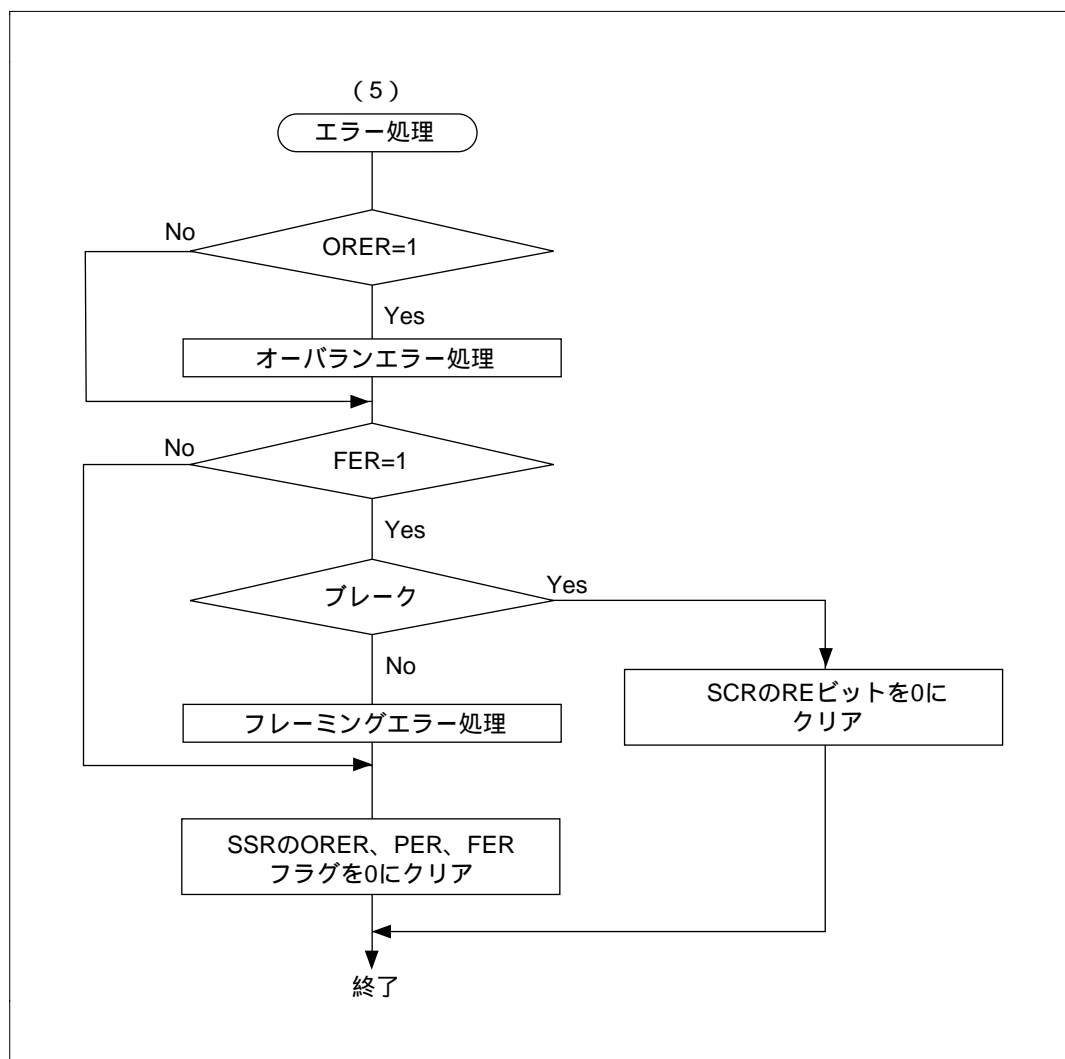 （5）
エラー処理
No
ORER=1
Yes
オーバランエラー処理
No
FER=1
Yes
ブレーク
Yes
No
SCRのREビットを0に
クリア
フレーミングエラー処理
SSRのORER、PER、FER
フラグを0にクリア
終了